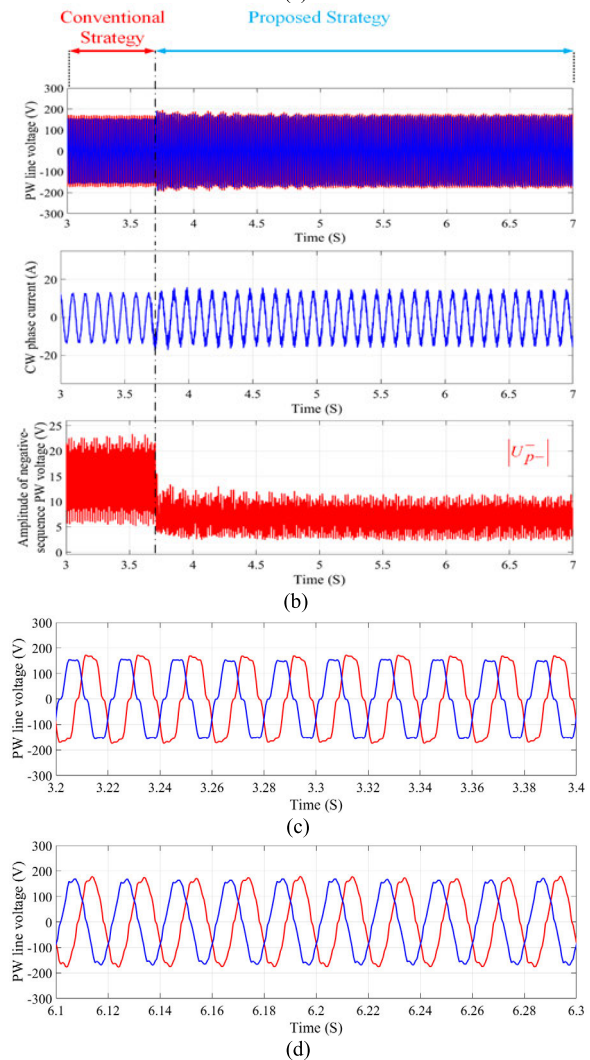 Conventional Strategy
Proposed Strategy
PW line voltage (V)
300
200
100
0
-100
-200
-300
3 3.5 4 4.5 5 5.5 6 6.5 7
Time (S)
CW phase current (A)
20
0
-20
3 3.5 4 4.5 5 5.5 6 6.5 7
Time (S)
Amplitude of negative-
sequence PW voltage (V)
25
20
15
10
5
0
|U_{p-}^{-}|
3 3.5 4 4.5 5 5.5 6 6.5 7
Time (S)
(b)
PW line voltage (V)
300
200
100
0
-100
-200
-300
3.2 3.22 3.24 3.26 3.28 3.3 3.32 3.34 3.36 3.38 3.4
Time (S)
(c)
PW line voltage (V)
300
200
100
0
-100
-200
-300
6.1 6.12 6.14 6.16 6.18 6.2 6.22 6.24 6.26 6.28 6.3
Time (S)
(d)